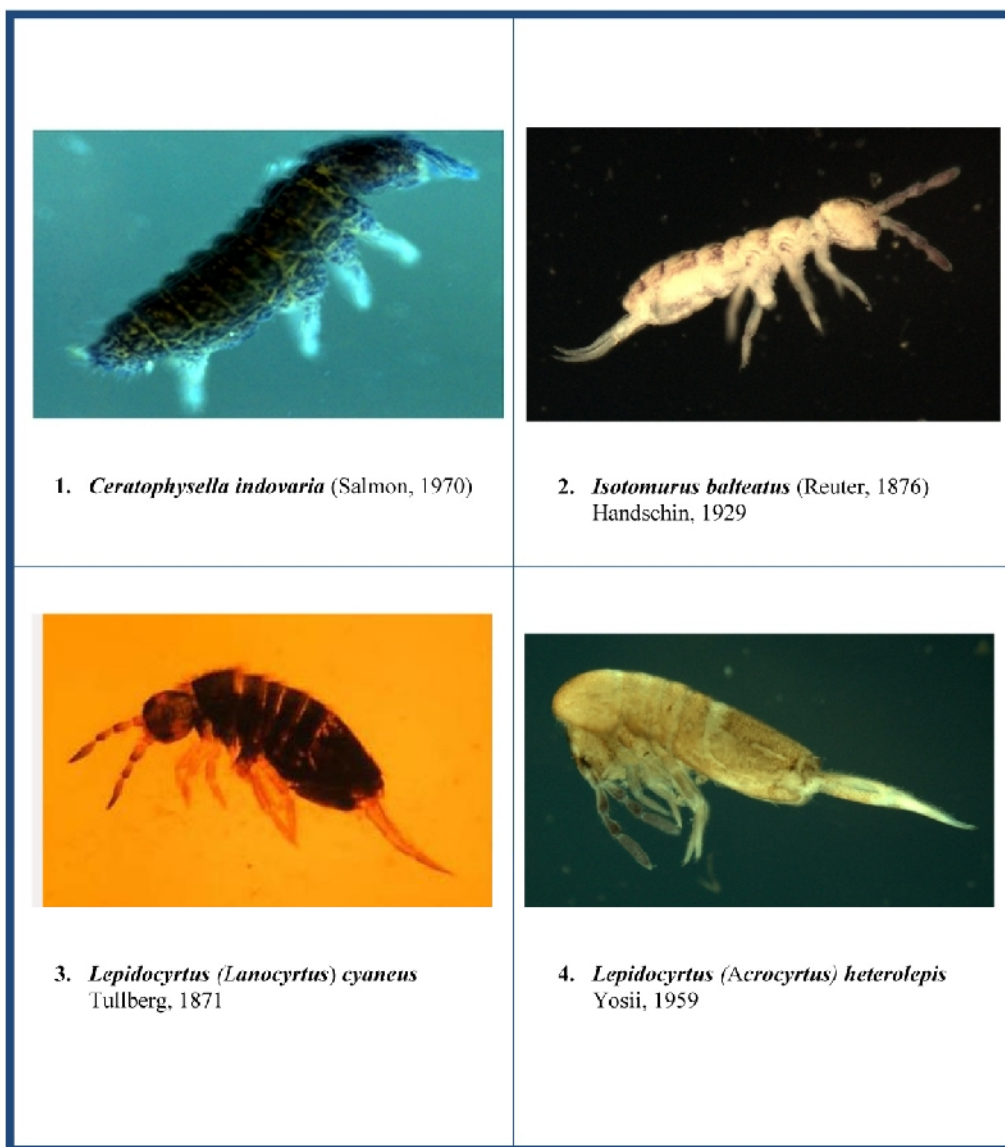 1. Ceratophysella indovaria (Salmon, 1970)
2. Isotomurus balteatus (Reuter, 1876)
Handschin, 1929
3. Lepidocyrtus (Lanocyrtus) cyaneus
Tullberg, 1871
4. Lepidocyrtus (Acrocyrtus) heterolepis
Yosii, 1959